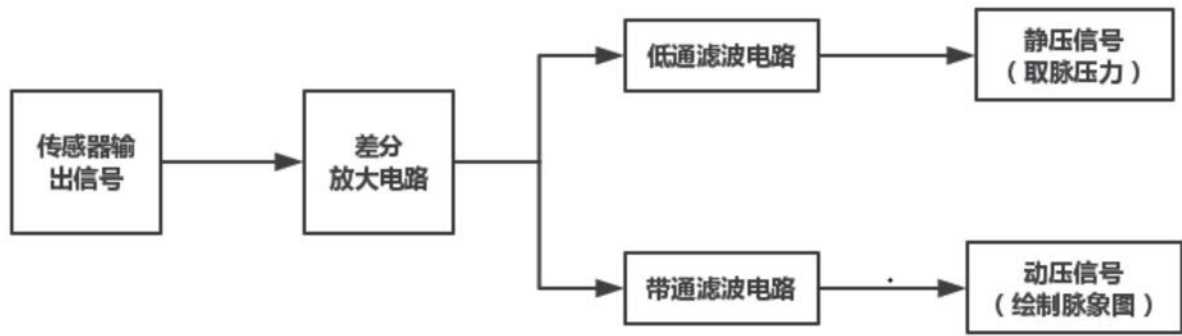 传感器输
出信号
差分
放大电路
低通滤波电路
静压信号
（取脉压力）
带通滤波电路
动压信号
（绘制脉象图）